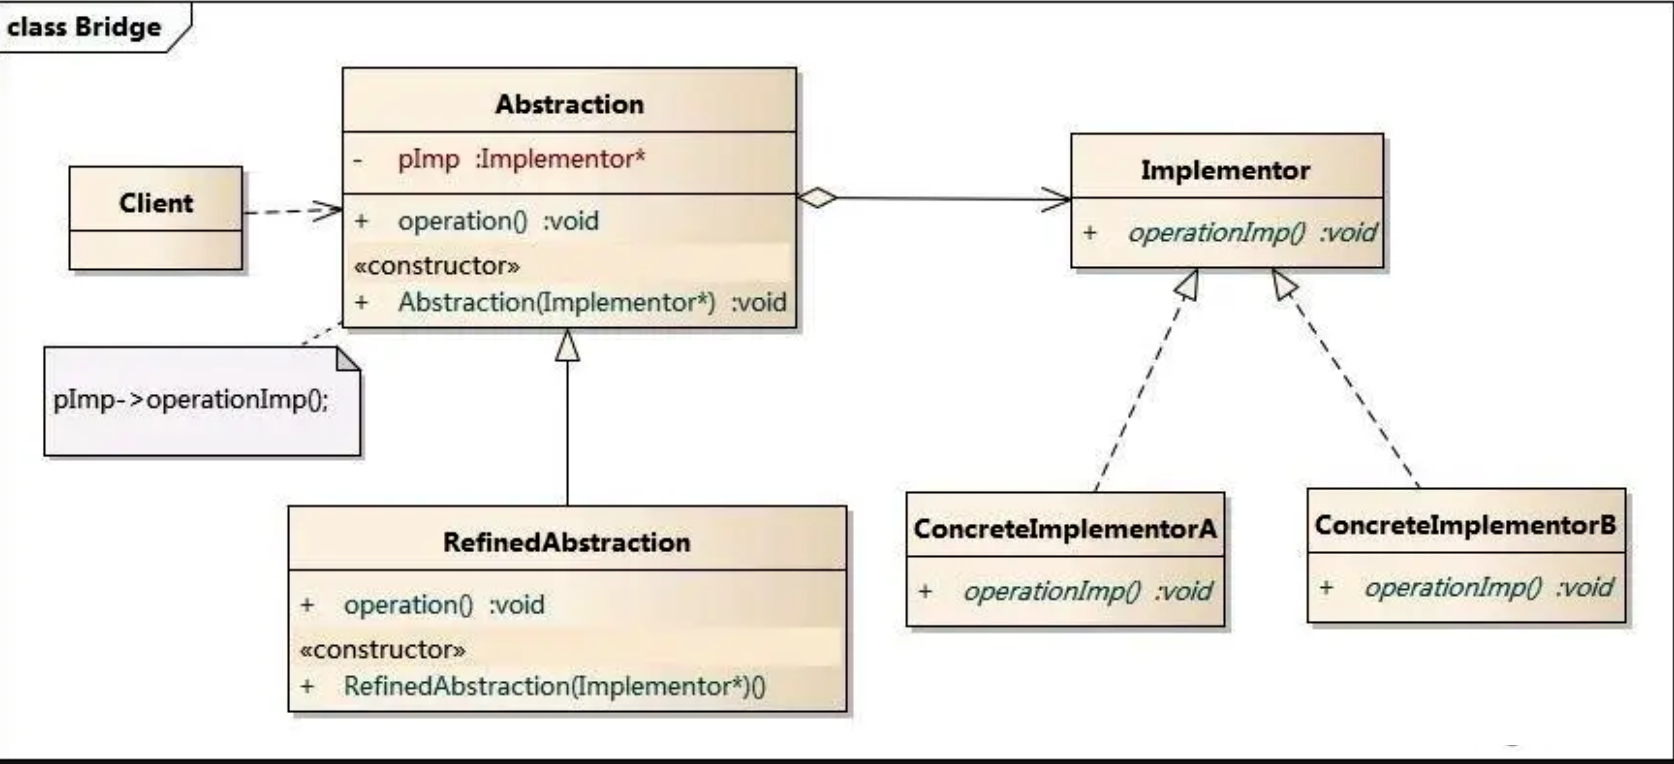 class Bridge
Abstraction
- pImp :Implementor*
+ operation() :void
«constructor»
+ Abstraction(Implementor*) :void
Client
Implementor
+ operationImp() :void
pImp->operationImp();
RefinedAbstraction
+ operation() :void
«constructor»
+ RefinedAbstraction(Implementor*)()
ConcreteImplementorA
+ operationImp() :void
ConcreteImplementorB
+ operationImp() :void